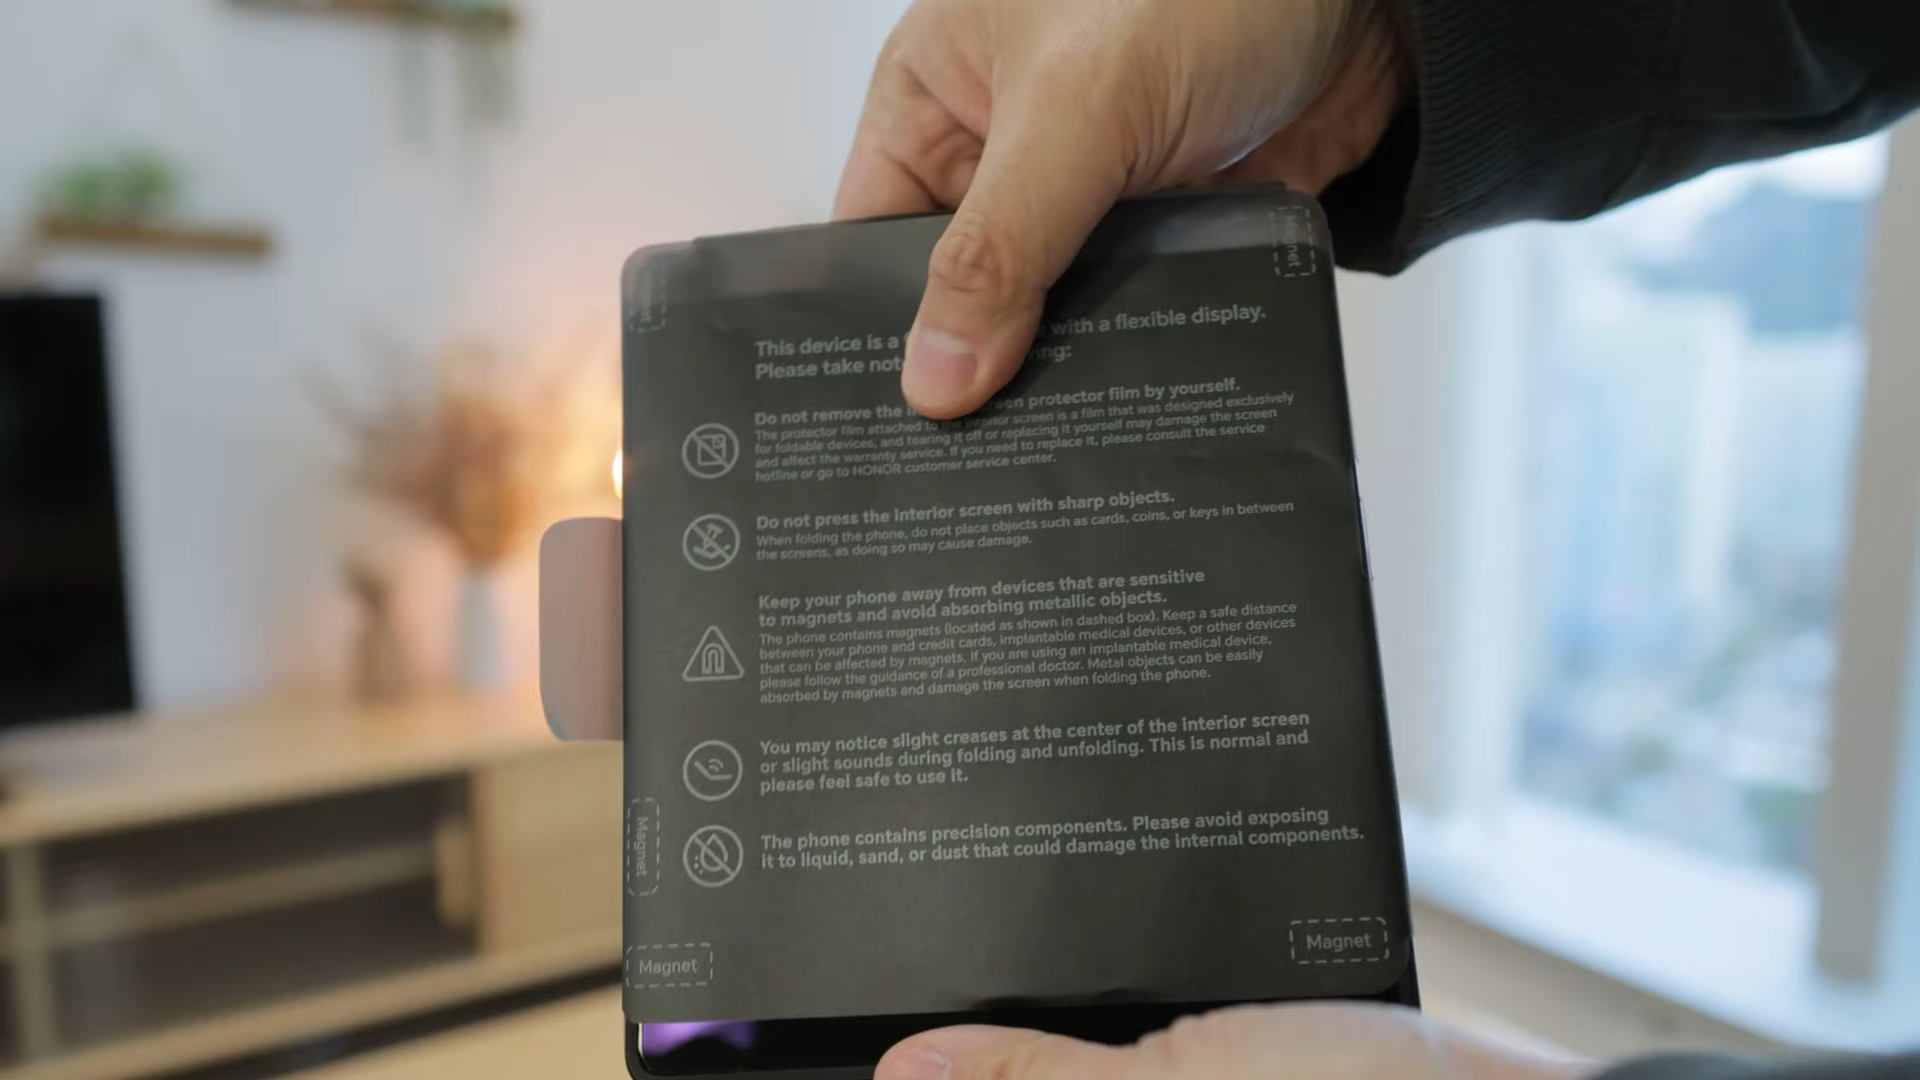 Magnet
This device is a with a flexible display.
Please take
Do not remove the protector film by yourself.
The protector film attached to the interior screen is a film that was designed exclusively
for foldable devices, and tearing it off or replacing it yourself may damage the screen
and affect the warranty service. If you need to replace it, please consult the service
hotline or go to HONOR customer service center.
Do not press the interior screen with sharp objects.
When folding the phone, do not place objects such as cards, coins, or keys in between
the screens, as doing so may cause damage.
Keep your phone away from devices that are sensitive
to magnets and avoid absorbing metallic objects.
The phone contains magnets (located as shown in dashed box). Keep a safe distance
between your phone and credit cards, implantable medical devices, or other devices
that can be affected by magnets. If you are using an implantable medical device,
please follow the guidance of a professional doctor. Metal objects can be easily
absorbed by magnets and damage the screen when folding the phone.
You may notice slight creases at the center of the interior screen
or slight sounds during folding and unfolding. This is normal and
please feel safe to use it.
The phone contains precision components. Please avoid exposing
it to liquid, sand, or dust that could damage the internal components.
Magnet
Magnet
Magnet